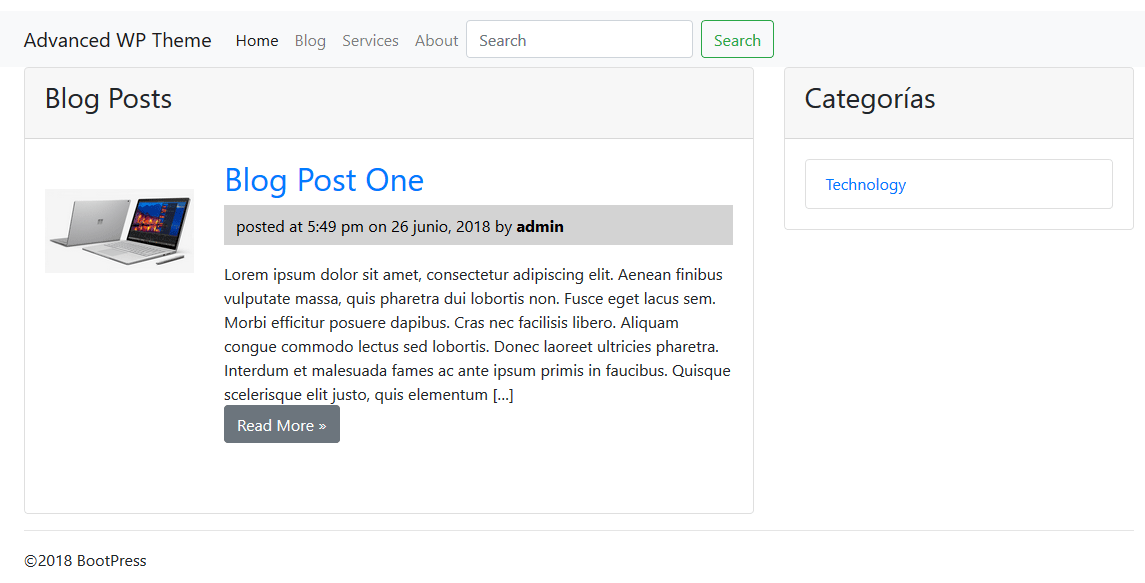 Advanced WP Theme Home Blog Services About Search Search
Blog Posts
Categorías
Blog Post One
Technology
posted at 5:49 pm on 26 junio, 2018 by admin
Lorem ipsum dolor sit amet, consectetur adipiscing elit. Aenean finibus
vulputate massa, quis pharetra dui lobortis non. Fusce eget lacus sem.
Morbi efficitur posuere dapibus. Cras nec facilisis libero. Aliquam
congue commodo lectus sed lobortis. Donec laoreet ultricies pharetra.
Interdum et malesuada fames ac ante ipsum primis in faucibus. Quisque
scelerisque elit justo, quis elementum [...]
Read More »
©2018 BootPress